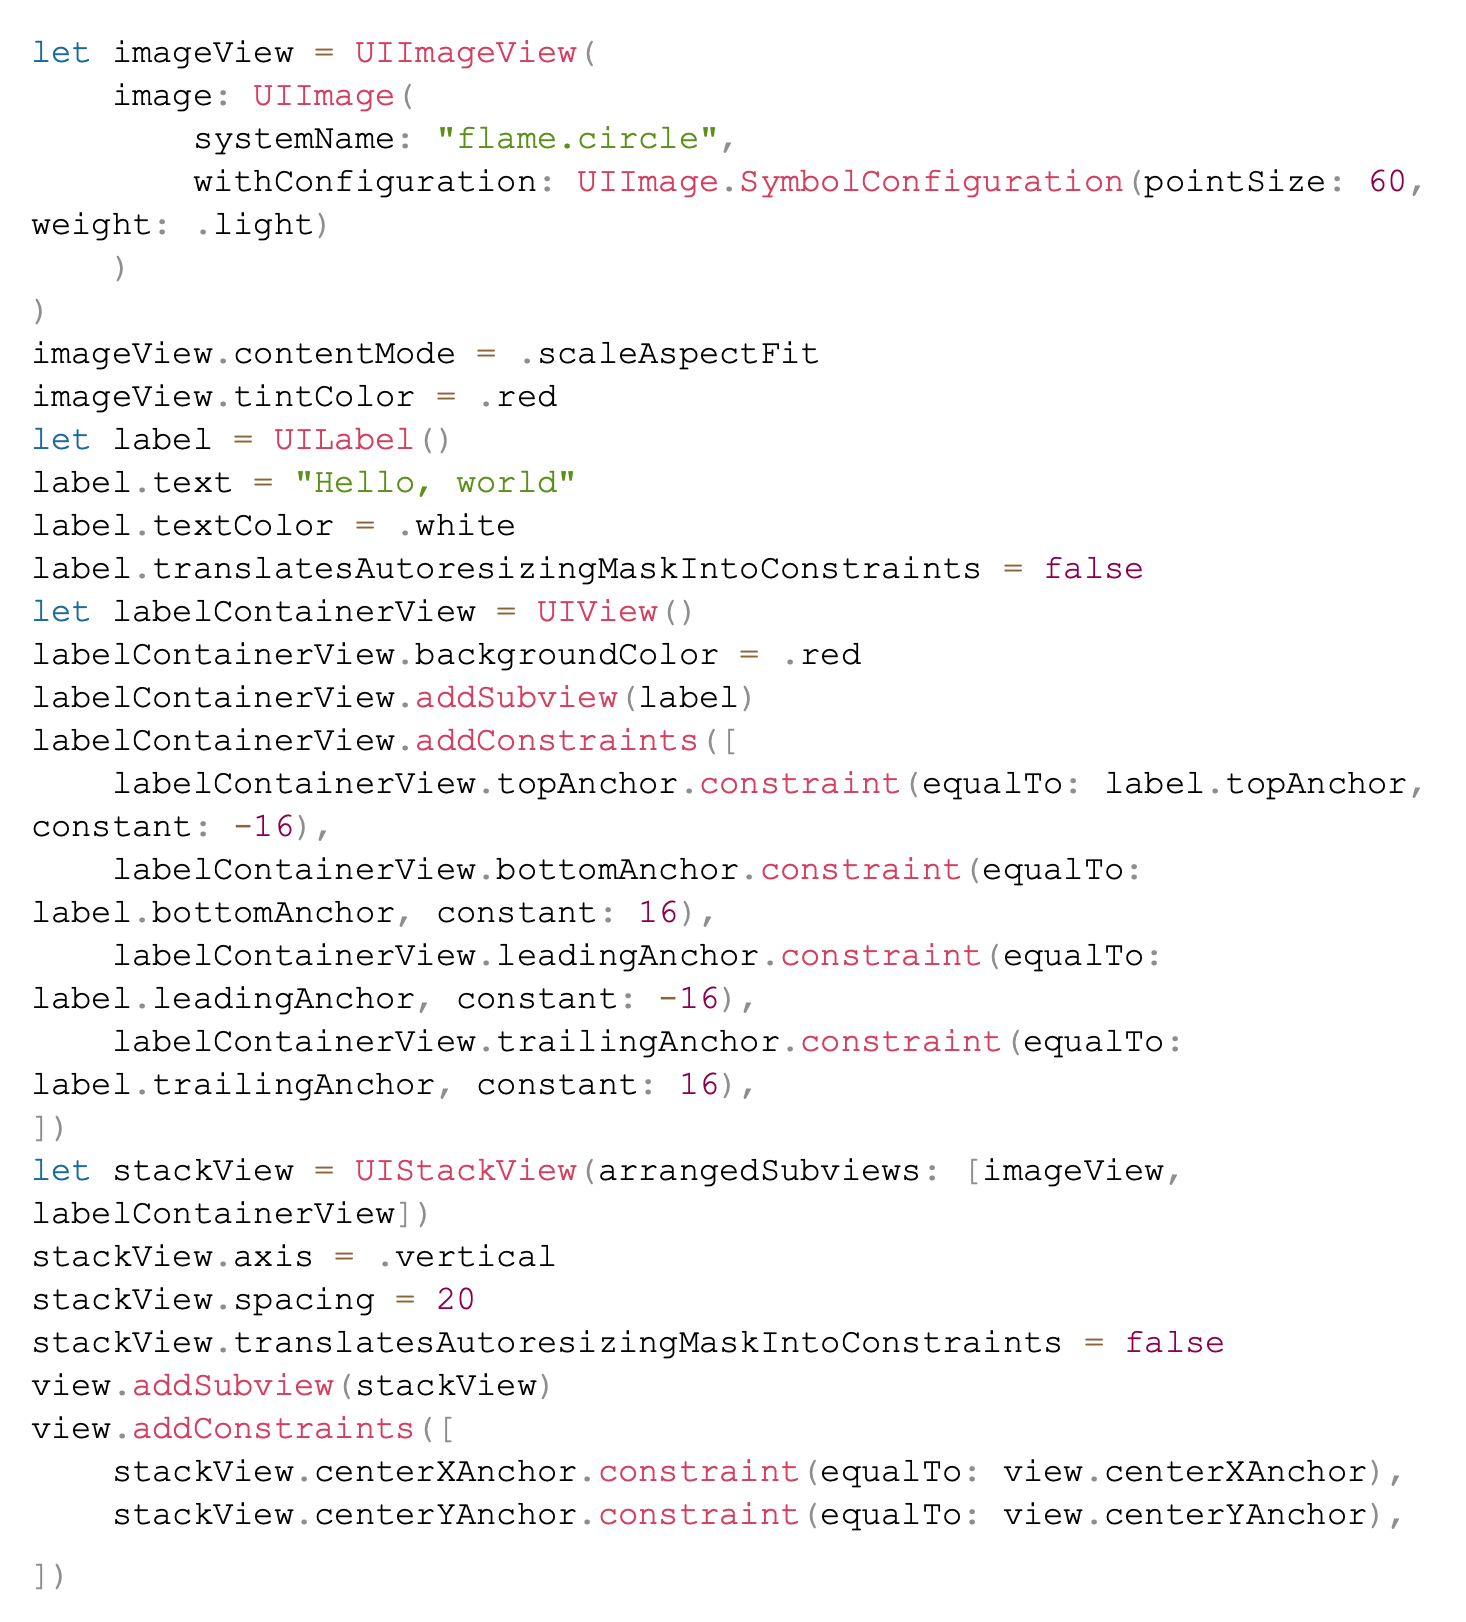 let imageView = UIImageView(
    image: UIImage(
        systemName: "flame.circle",
        withConfiguration: UIImage.SymbolConfiguration(pointSize: 60,
weight: .light)
    )
)
imageView.contentMode = .scaleAspectFit
imageView.tintColor = .red
let label = UILabel()
label.text = "Hello, world"
label.textColor = .white
label.translatesAutoresizingMaskIntoConstraints = false
let labelContainerView = UIView()
labelContainerView.backgroundColor = .red
labelContainerView.addSubview(label)
labelContainerView.addConstraints([
    labelContainerView.topAnchor.constraint(equalTo: label.topAnchor,
constant: -16),
    labelContainerView.bottomAnchor.constraint(equalTo:
label.bottomAnchor, constant: 16),
    labelContainerView.leadingAnchor.constraint(equalTo:
label.leadingAnchor, constant: -16),
    labelContainerView.trailingAnchor.constraint(equalTo:
label.trailingAnchor, constant: 16),
])
let stackView = UIStackView(arrangedSubviews: [imageView,
labelContainerView])
stackView.axis = .vertical
stackView.spacing = 20
stackView.translatesAutoresizingMaskIntoConstraints = false
view.addSubview(stackView)
view.addConstraints([
    stackView.centerXAnchor.constraint(equalTo: view.centerXAnchor),
    stackView.centerYAnchor.constraint(equalTo: view.centerYAnchor),
])